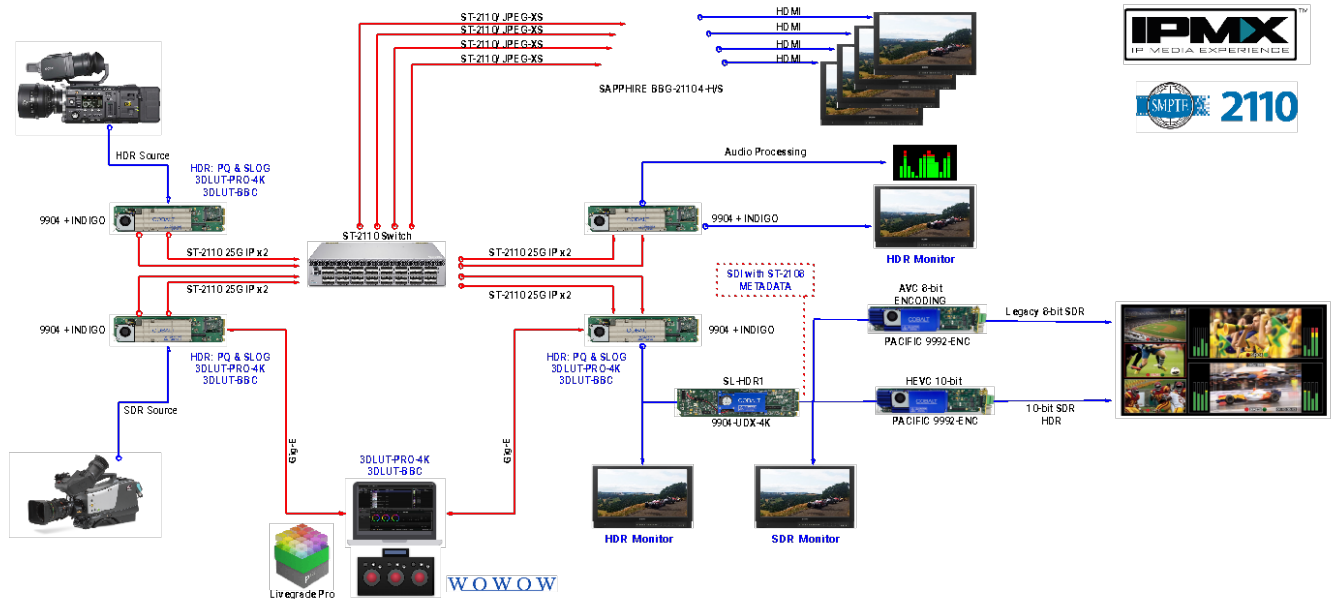 ST-2110/ JPEG-XS
ST-2110/ JPEG-XS
ST-2110/ JPEG-XS
ST-2110/ JPEG-XS
HDMI
HDMI
HDMI
HDMI
SAPPHIRE BBG-21104-H/S
IPMX
TM
IP MEDIA EXPERIENCE
SMPTE
2110
HDR Source
HDR: PQ & SLOG
3DLUT-PRO-4K
3DLUT-BBC
9904 + INDIGO
COBALT
ST-2110 25G IP x2
ST-2110 Switch
ST-2110 25G IP x2
Audio Processing
COBALT
9904 + INDIGO
HDR Monitor
ST-2110 25G IP x2
ST-2110 25G IP x2
9904 + INDIGO
HDR: PQ & SLOG
3DLUT-PRO-4K
3DLUT-BBC
SDR Source
9904 + INDIGO
HDR: PQ & SLOG
3DLUT-PRO-4K
3DLUT-BBC
SDI with ST-2108
METADATA
AVC 8-bit
ENCODING
COBALT
PACIFIC 9992-ENC
Legacy 8-bit SDR
SL-HDR1
COBALT
9904-UDX-4K
HEVC 10-bit
COBALT
PACIFIC 9992-ENC
10-bit SDR
HDR
Gig-E
Gig-E
3DLUT-PRO-4K
3DLUT-BBC
HDR Monitor
SDR Monitor
Livegrade Pro
WOWOW